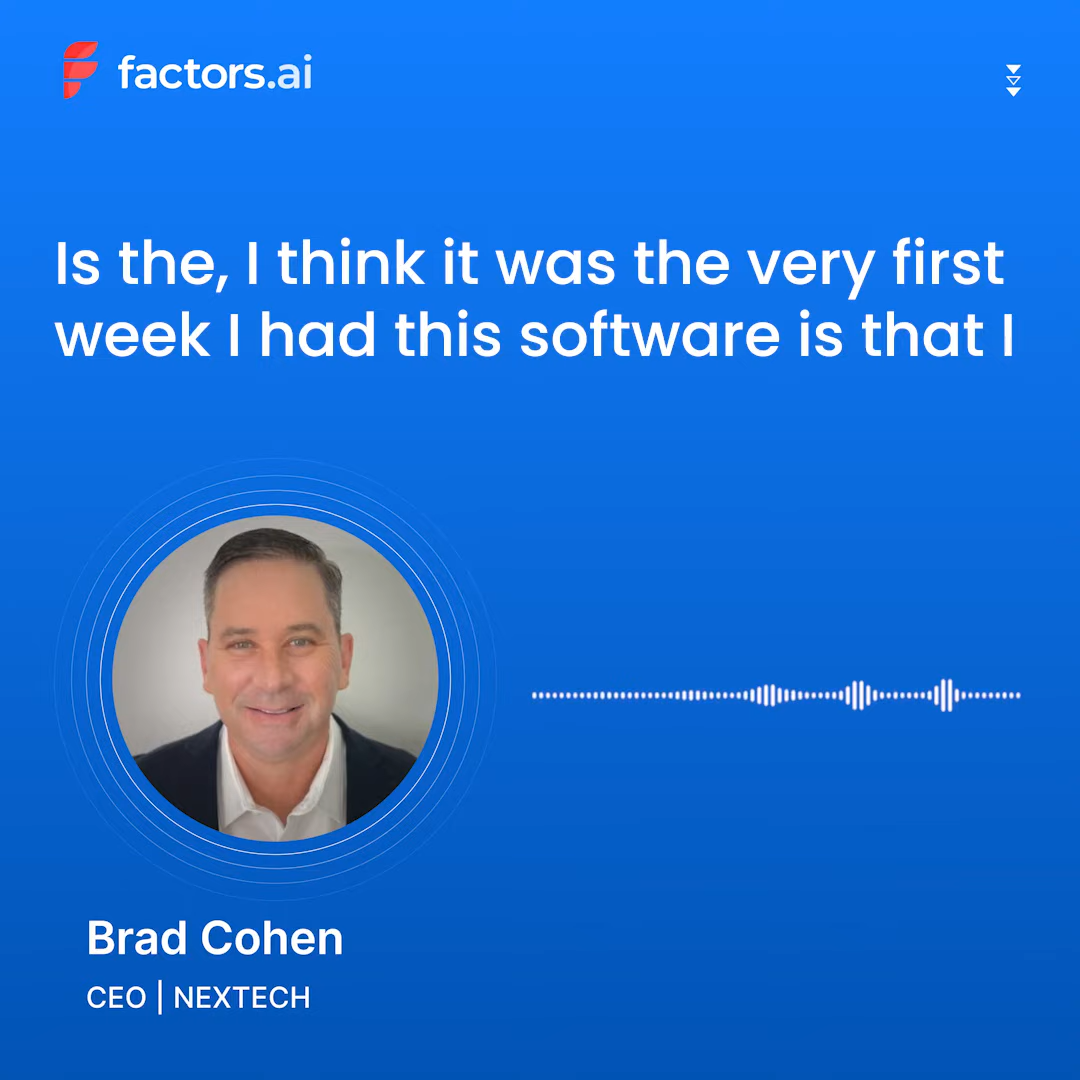 factors.ai
Is the, I think it was the very first
week I had this software is that I
Brad Cohen
CEO | NEXTECH